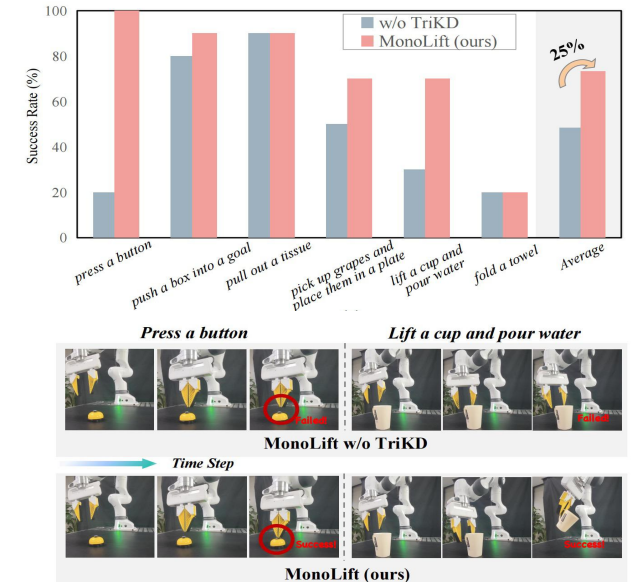 100
80
60
40
20
0
Success Rate (%)
w/o TriKD
MonoLift (ours)
25%
press a button
push a box into a goal
pull out a tissue
pick up grapes and
place them in a plate
lift a cup and
pour water
fold a towel
Average
Press a button
Lift a cup and pour water
Failed!
Failed!
MonoLift w/o TriKD
Time Step
Success!
Success!
MonoLift (ours)